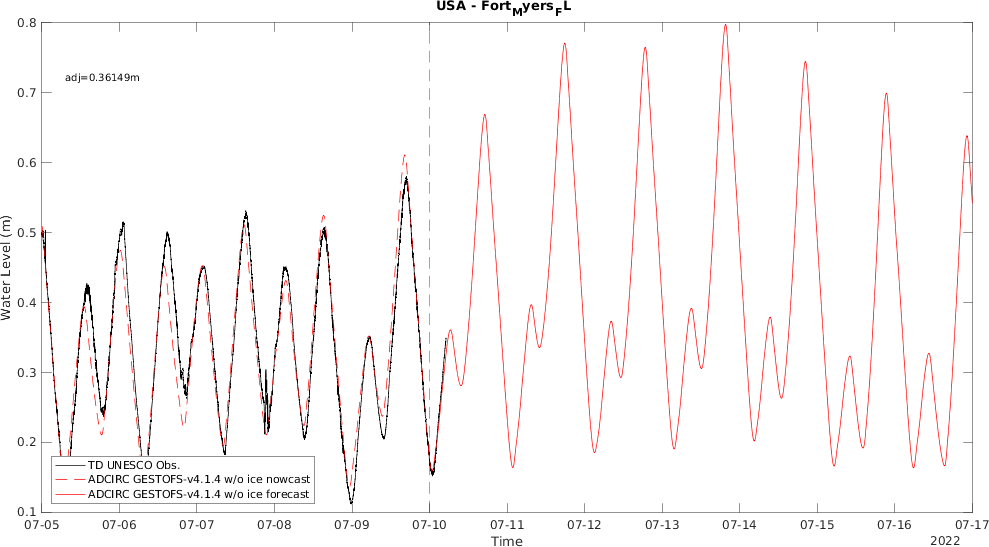 USA - Fort_Myers_FL
adj=0.36149m
Water Level (m)
0.8
0.7
0.6
0.5
0.4
0.3
0.2
0.1
TD UNESCO Obs.
ADCIRC GESTOFS-v4.1.4 w/o ice nowcast
ADCIRC GESTOFS-v4.1.4 w/o ice forecast
07-05 07-06 07-07 07-08 07-09 07-10 07-11 07-12 07-13 07-14 07-15 07-16 07-17
Time
2022